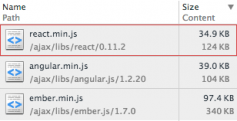 Name Size
Path Content
react.min.js 34.9 KB
/ajax/libs/react/0.11.2 124 KB
angular.min.js 39.0 KB
/ajax/libs/angular.js/1.2.20 104 KB
ember.min.js 97.4 KB
/ajax/libs/ember.js/1.7.0 340 KB